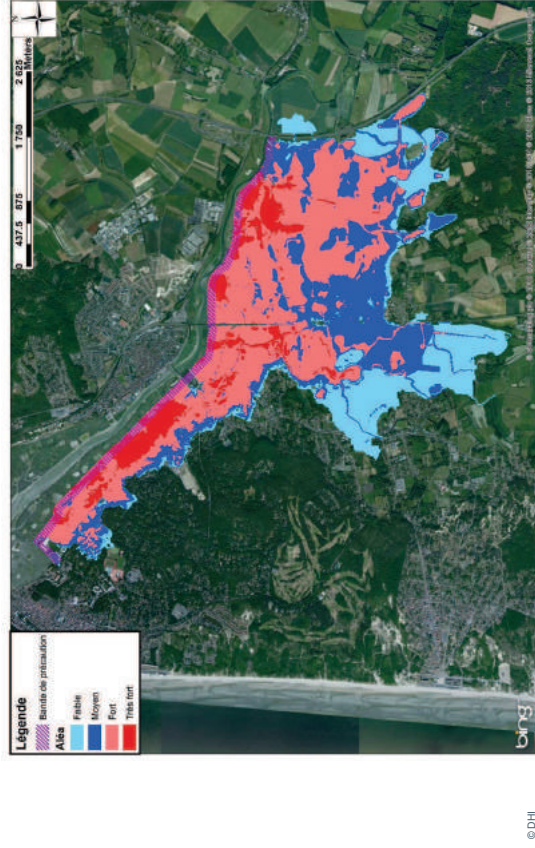 Légende
Bande de précaution
Aléa
Faible
Moyen
Fort
Très fort
0 437.5 875 1 750 2 625
Meters
N
bing
© DHI